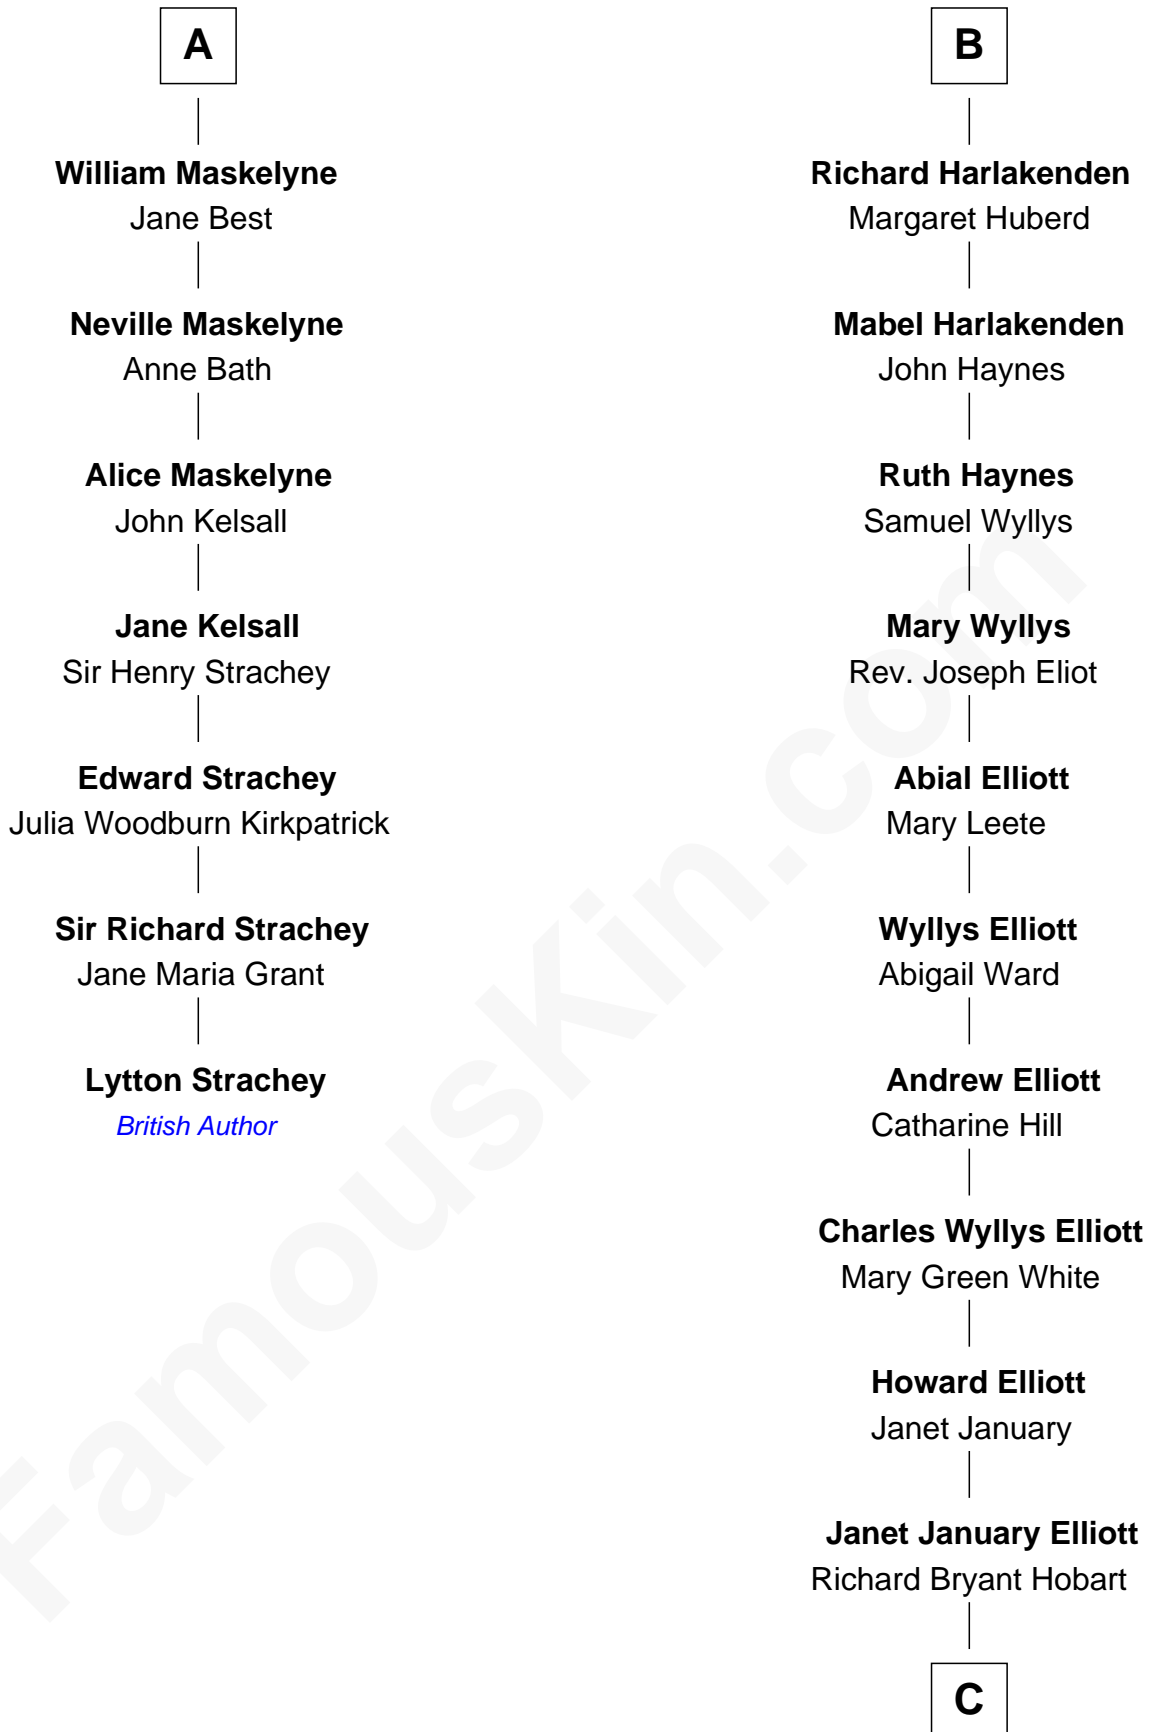 A
William Maskelyne
Jane Best
Neville Maskelyne
Anne Bath
Alice Maskelyne
John Kelsall
Jane Kelsall
Sir Henry Strachey
Edward Strachey
Julia Woodburn Kirkpatrick
Sir Richard Strachey
Jane Maria Grant
Lytton Strachey
British Author
B
Richard Harlakenden
Margaret Huberd
Mabel Harlakenden
John Haynes
Ruth Haynes
Samuel Wyllys
Mary Wyllys
Rev. Joseph Eliot
Abial Elliott
Mary Leete
Wyllys Elliott
Abigail Ward
Andrew Elliott
Catharine Hill
Charles Wyllys Elliott
Mary Green White
Howard Elliott
Janet January
Janet January Elliott
Richard Bryant Hobart
C
FamousKin.com